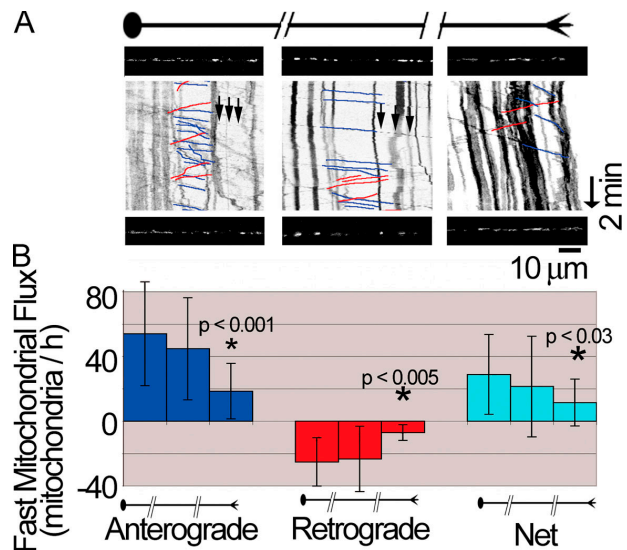 A
2 min
10 μm
B
Fast Mitochondrial Flux
(mitochondria / h)
80
40
0
-40
p < 0.001
*
p < 0.005
*
p < 0.03
*
Anterograde
Retrograde
Net